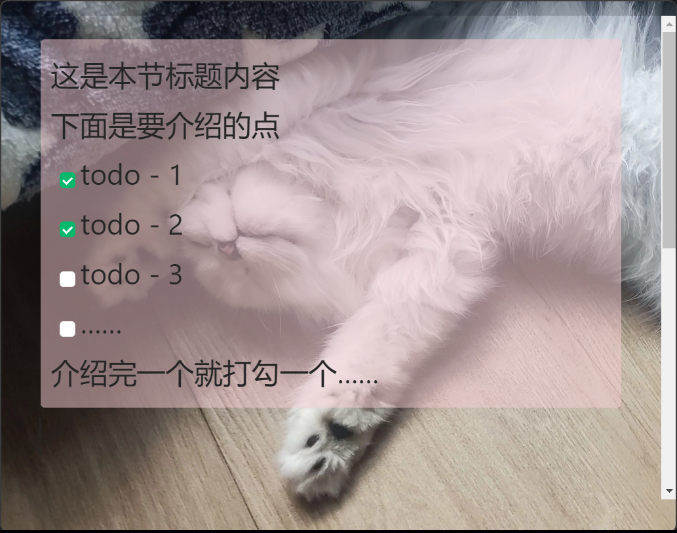 这是本节标题内容
下面是要介绍的点
todo - 1
todo - 2
todo - 3
......
介绍完一个就打勾一个......